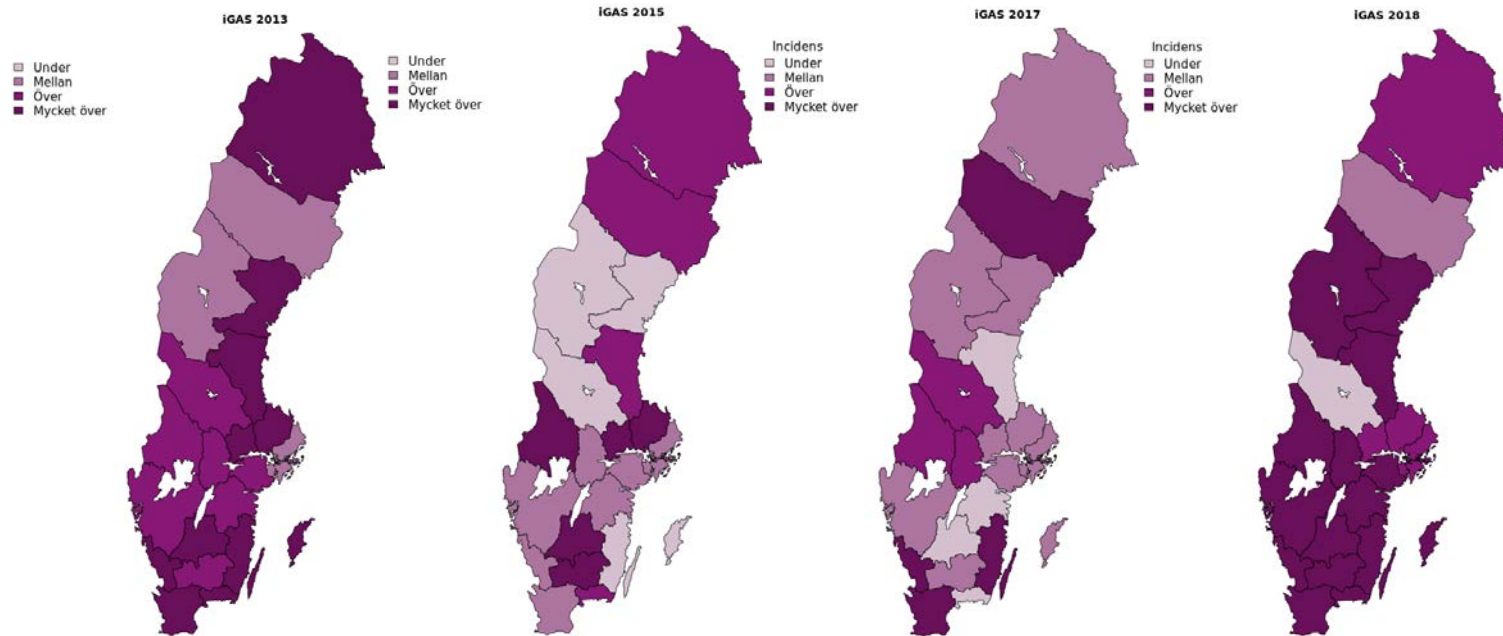 iGAS 2013
Under
Mellan
Över
Mycket över
iGAS 2015
Under
Mellan
Över
Mycket över
iGAS 2017
Incidens
Under
Mellan
Över
Mycket över
iGAS 2018
Incidens
Under
Mellan
Över
Mycket över